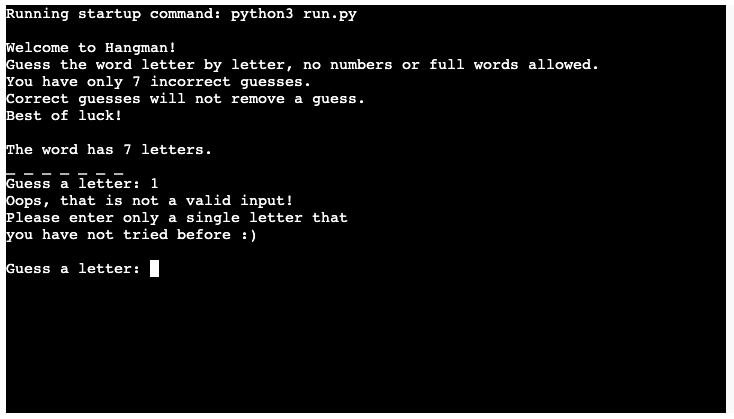 Running startup command: python3 run.py
Welcome to Hangman!
Guess the word letter by letter, no numbers or full words allowed.
You have only 7 incorrect guesses.
Correct guesses will not remove a guess.
Best of luck!
The word has 7 letters.
_ _ _ _ _ _ _
Guess a letter: 1
Oops, that is not a valid input!
Please enter only a single letter that
you have not tried before :)
Guess a letter: